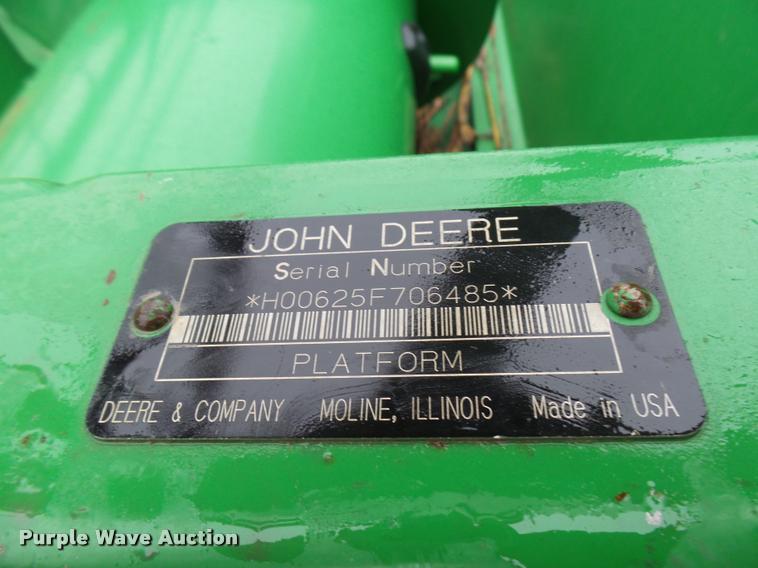 JOHN DEERE
Serial Number
*H00625F706485*
PLATFORM
DEERE & COMPANY MOLINE, ILLINOIS Made in USA
Purple Wave Auction